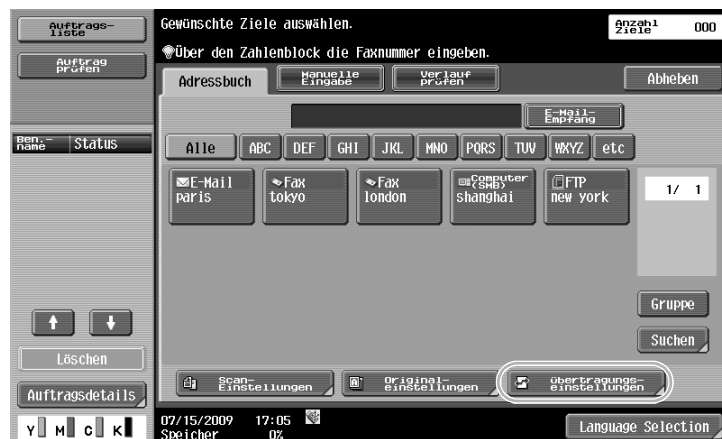 Auftrags-
liste
Auftrag
prüfen
Ben.-
name
Status
Löschen
Auftragsdetails
Y M C K
Gewünschte Ziele auswählen.
Über den Zahlenblock die Faxnummer eingeben.
Anzahl
Ziele
000
Adressbuch
Manuelle
Eingabe
Verlauf
prüfen
Abheben
E-Mail-
Empfang
Alle ABC DEF GHI JKL MNO PQRS TUV WXYZ etc
E-Mail
paris
Fax
tokyo
Fax
london
Computer
(SMB)
shanghai
FTP
new york
1/ 1
Gruppe
Suchen
Scan-
Einstellungen
Original-
einstellungen
übertragungs-
einstellungen
07/15/2009 17:05
Speicher 0%
Language Selection